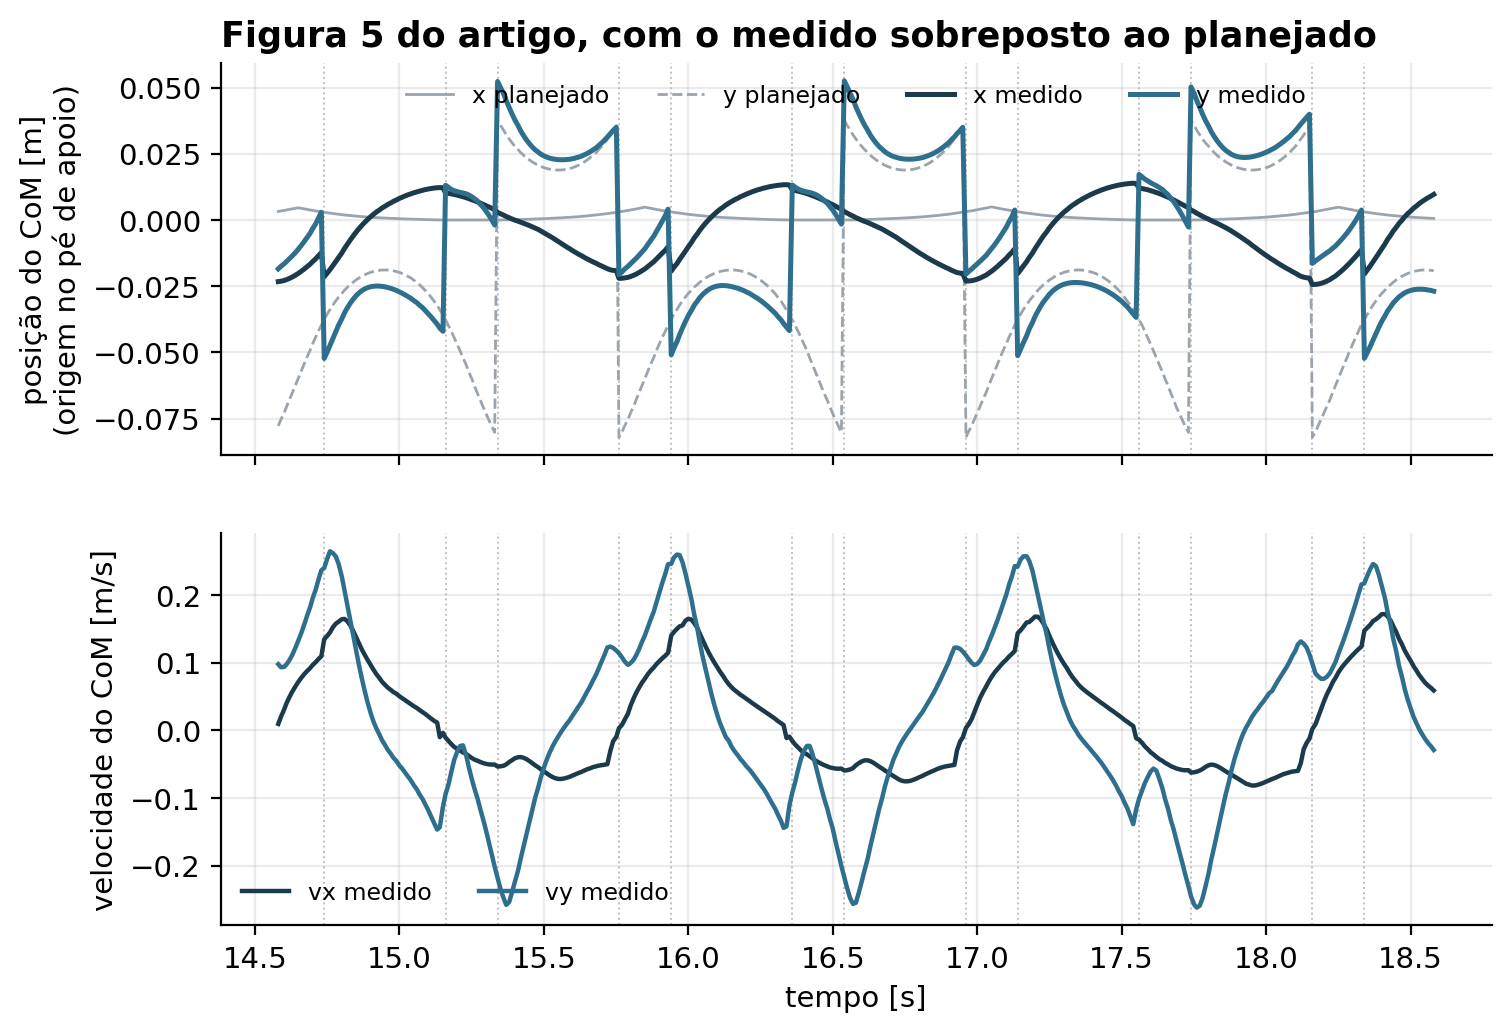 Figura 5 do artigo, com o medido sobreposto ao planejado
posição do CoM [m]
(origem no pé de apoio)
0.050
0.025
0.000
−0.025
−0.050
−0.075
x planejado
y planejado
x medido
y medido
velocidade do CoM [m/s]
0.2
0.1
0.0
−0.1
−0.2
vx medido
vy medido
14.5
15.0
15.5
16.0
16.5
17.0
17.5
18.0
18.5
tempo [s]